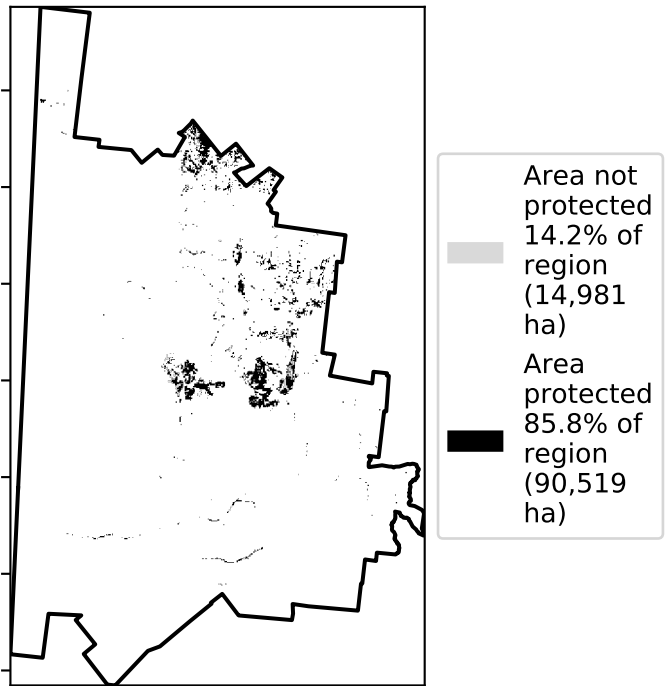 Area not
protected
14.2% of
region
(14,981
ha)
Area
protected
85.8% of
region
(90,519
ha)